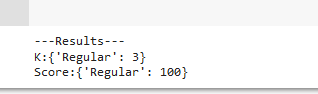 ---Results---
K:{'Regular': 3}
Score:{'Regular': 100}